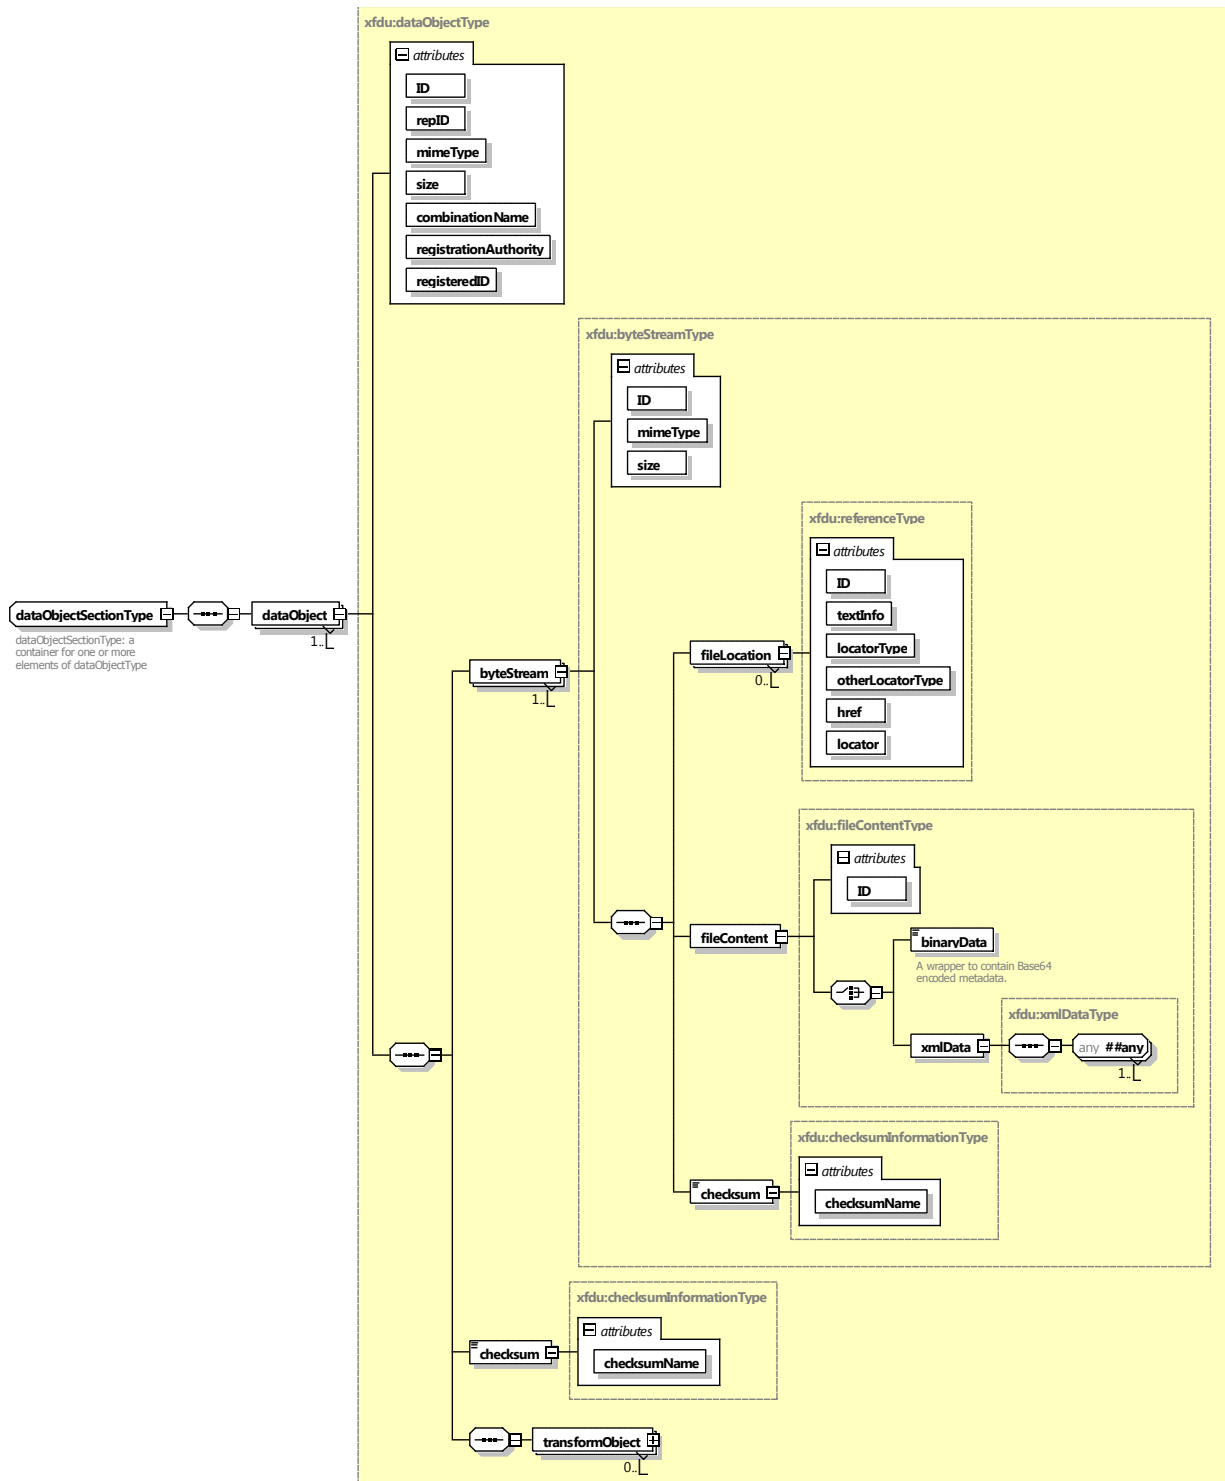 xfdu:dataObjectType
attributes
ID
repID
mimeType
size
combinationName
registrationAuthority
registeredID
xfdu:byteStreamType
attributes
ID
mimeType
size
xfdu:referenceType
attributes
ID
textInfo
locatorType
otherLocatorType
href
locator
dataObjectSectionType
dataObjectSectionType: a
container for one or more
elements of dataObjectType
dataObject
1..
byteStream
1..
fileLocation
0..
xfdu:fileContentType
attributes
ID
fileContent
binaryData
A wrapper to contain Base64
encoded metadata.
xfdu:xmlDataType
xmlData
any ##any
1..
xfdu:checksumInformationType
attributes
checksum
checksumName
xfdu:checksumInformationType
attributes
checksum
checksumName
transformObject
0..